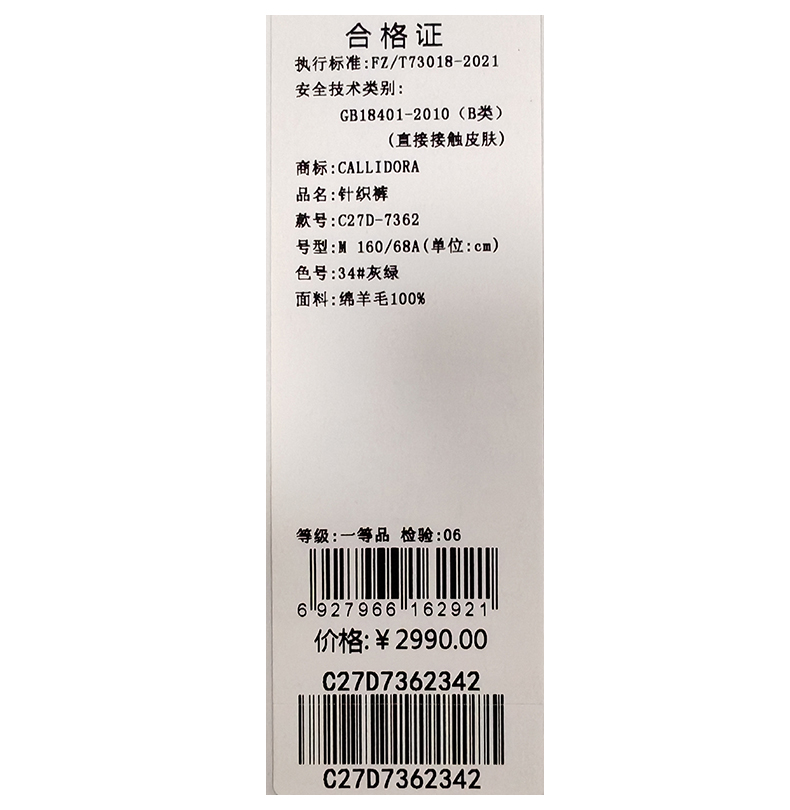 合格证
执行标准:FZ/T73018-2021
安全技术类别:
GB18401-2010（B类）
(直接接触皮肤)
商标:CALLIDORA
品名:针织裤
款号:C27D-7362
号型:M 160/68A(单位:cm)
色号:34#灰绿
面料:绵羊毛100%
等级:一等品 检验:06
6 927966 162921
价格:￥2990.00
C27D7362342
C27D7362342